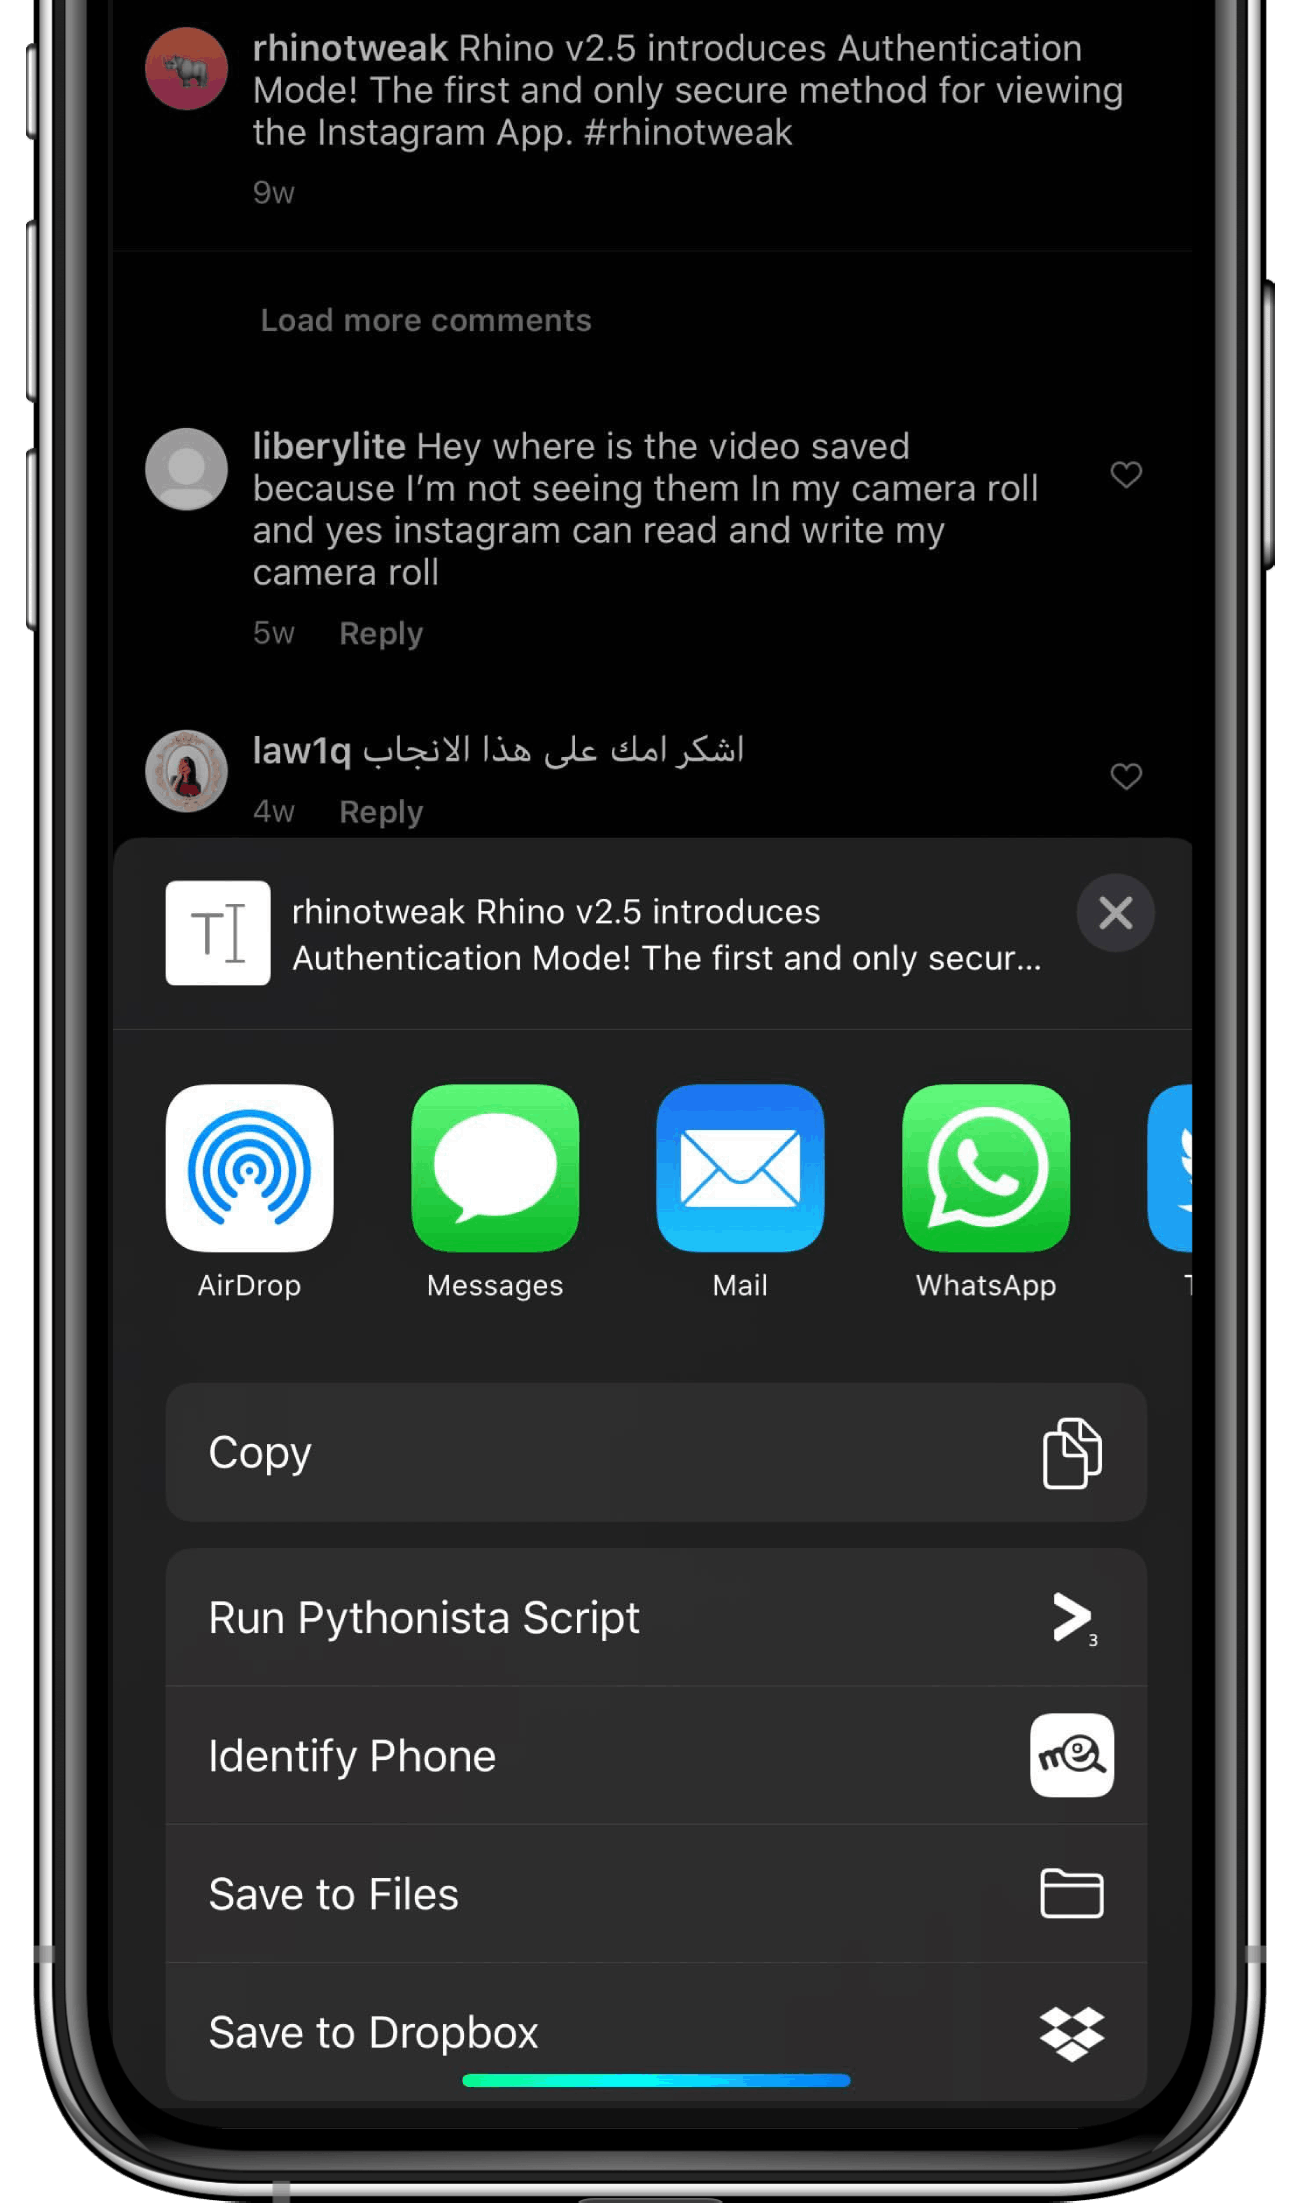 rhinotweak Rhino v2.5 introduces Authentication
Mode! The first and only secure method for viewing
the Instagram App. #rhinotweak
9w
Load more comments
liberylite Hey where is the video saved
because I'm not seeing them In my camera roll
and yes instagram can read and write my
camera roll
5w Reply
law1q اشكر امك على هذا الانجاب
4w Reply
rhinotweak Rhino v2.5 introduces
Authentication Mode! The first and only secur...
AirDrop
Messages
Mail
WhatsApp
Copy
Run Pythonista Script
3
Identify Phone
Save to Files
Save to Dropbox